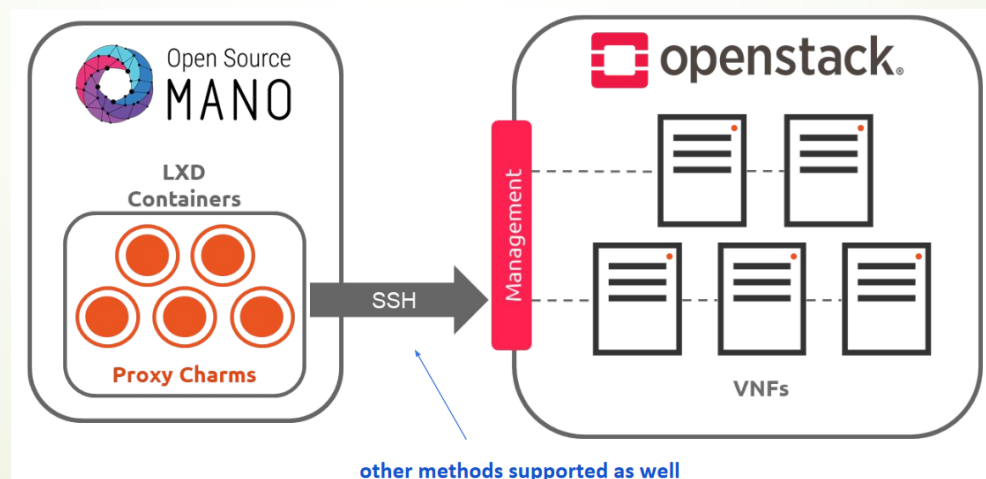 Open Source
MANO
LXD
Containers
Proxy Charms
SSH
openstack®
Management
VNFs
other methods supported as well